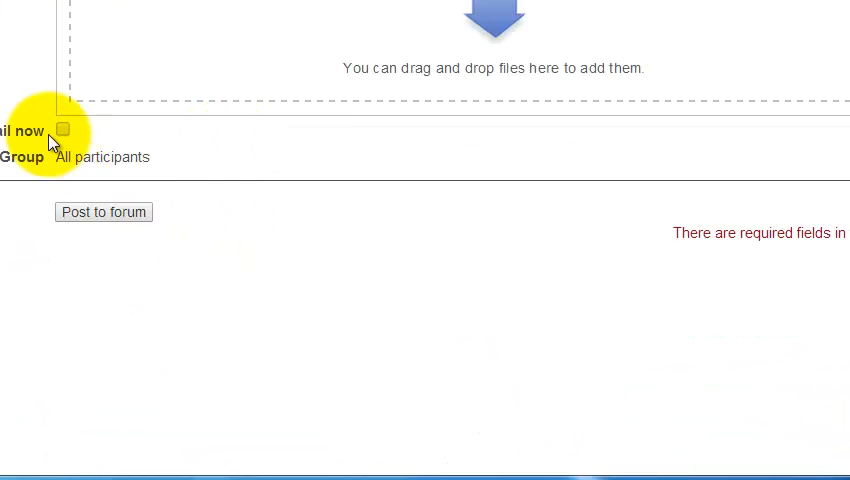 You can drag and drop files here to add them.
ail now
Group All participants
Post to forum
There are required fields in